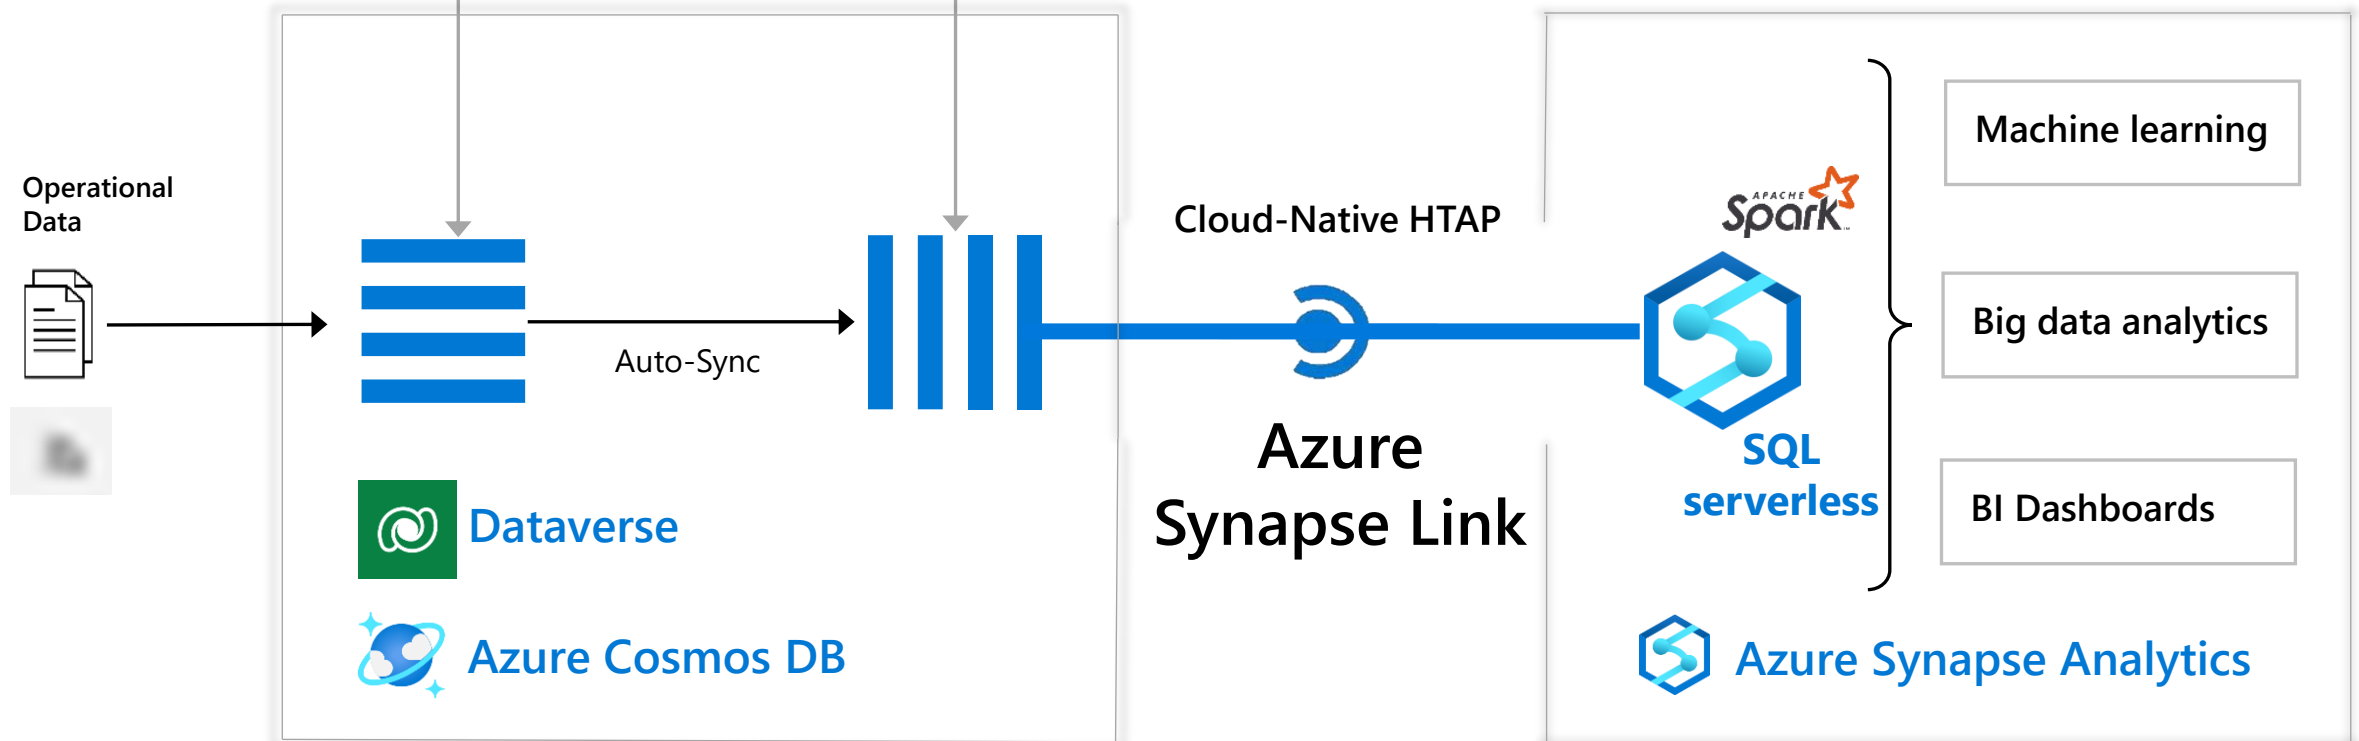 Operational
Data
Auto-Sync
Dataverse
Azure Cosmos DB
Cloud-Native HTAP
Azure
Synapse Link
APACHE
Spark
SQL
serverless
Machine learning
Big data analytics
BI Dashboards
Azure Synapse Analytics